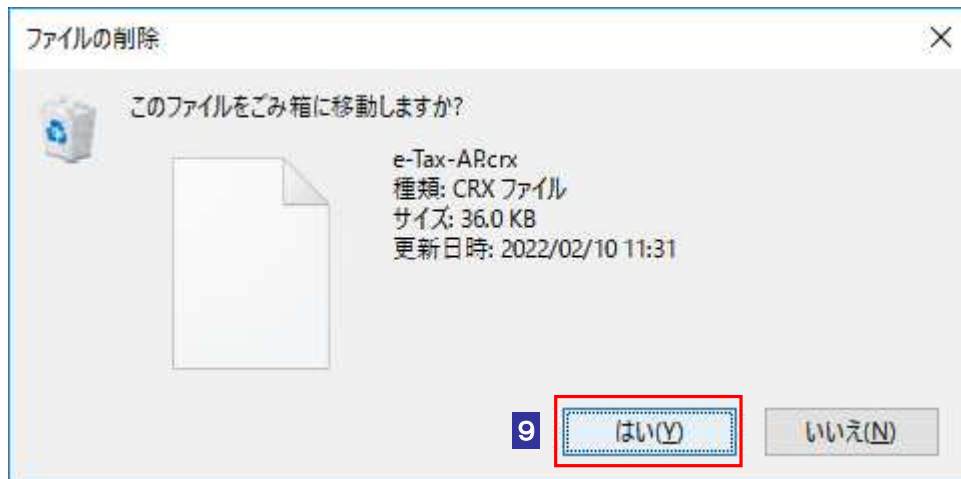 ファイルの削除
このファイルをごみ箱に移動しますか?
e-Tax-AP.crx
種類: CRX ファイル
サイズ: 36.0 KB
更新日時: 2022/02/10 11:31
9
はい(Y)
いいえ(N)